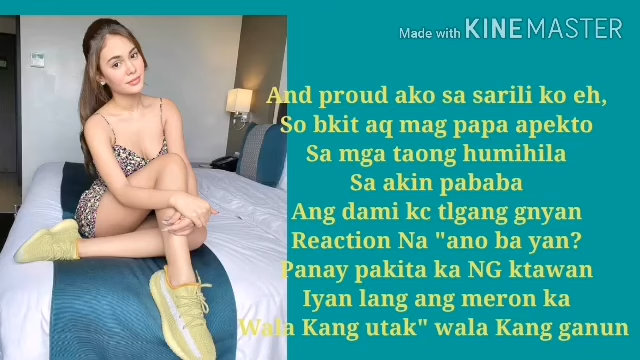 Made with KINEMASTER
And proud ako sa sarili ko eh,
So bkit aq mag papa apekto
Sa mga taong humihila
Sa akin pababa
Ang dami kc tlgang gnyan
Reaction Na "ano ba yan?
Panay pakita ka NG ktawan
Iyan lang ang meron ka
Wala Kang utak" wala Kang ganun